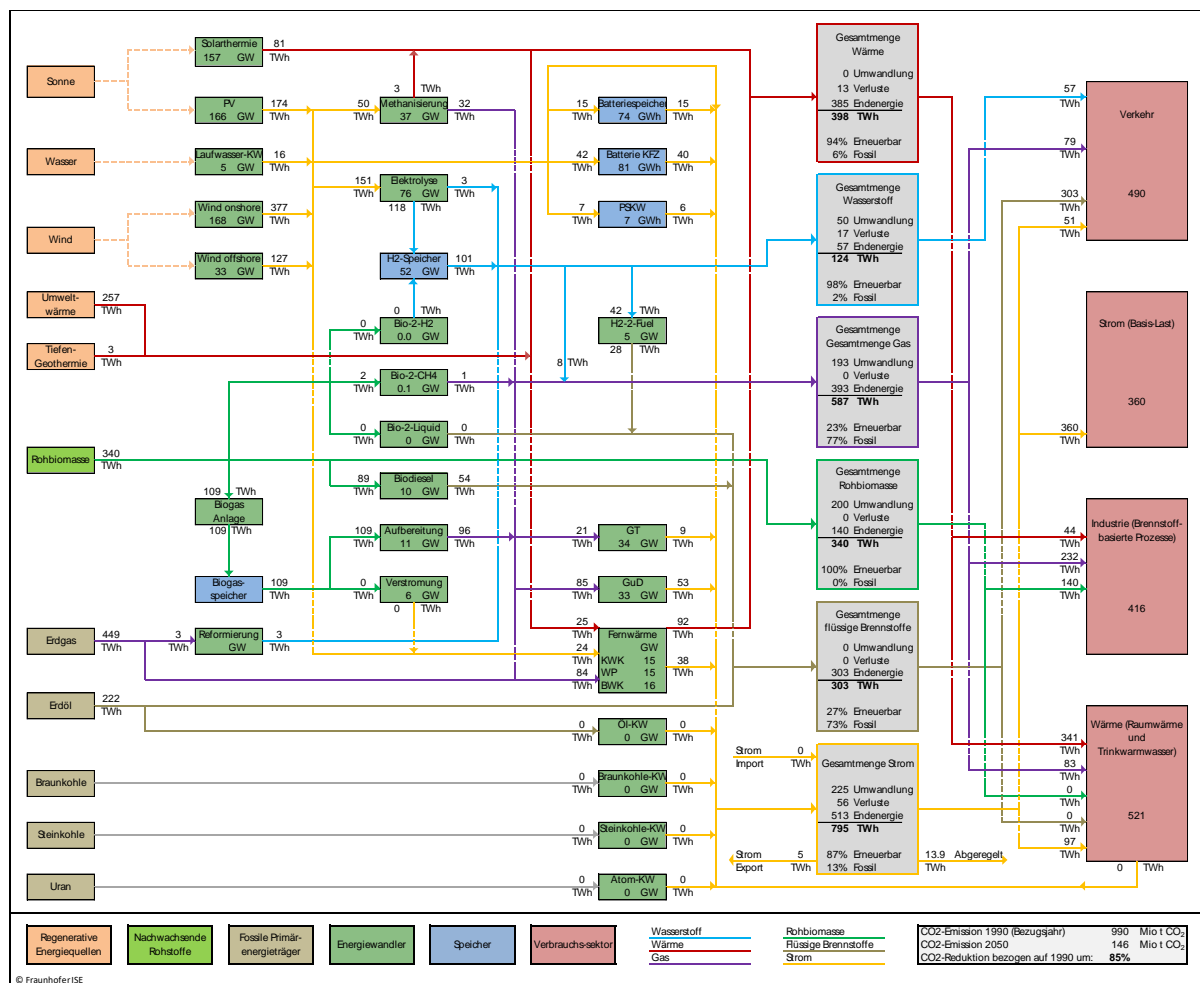 Solarthermie
157 GW
81
TWh
Sonne
3 TWh
PV
166 GW
174
TWh
50
TWh
Methanisierung
37 GW
32
TWh
15
TWh
Batteriespeicher
74 GWh
15
TWh
Wasser
Laufwasser-KW
5 GW
16
TWh
42
TWh
Batterie KFZ
81 GWh
40
TWh
151
TWh
Elektrolyse
76 GW
3
TWh
118
TWh
7
TWh
PSKW
7 GWh
6
TWh
Wind
Wind onshore
168 GW
377
TWh
Wind offshore
33 GW
127
TWh
H2-Speicher
52 GW
101
TWh
Umwelt-
wärme
257
TWh
Tiefen-
Geothermie
3
TWh
0 TWh
0
TWh
Bio-2-H2
0.0 GW
42 TWh
H2-2-Fuel
5 GW
28
TWh
8 TWh
2
TWh
Bio-2-CH4
0.1 GW
1
TWh
0
TWh
Bio-2-Liquid
0 GW
0
TWh
Rohbiomasse
340
TWh
89
TWh
Biodiesel
10 GW
54
TWh
109 TWh
Biogas
Anlage
109
TWh
109
TWh
Aufbereitung
11 GW
96
TWh
21
TWh
GT
34 GW
9
TWh
Biogas-
speicher
109
TWh
0
TWh
Verstromung
6 GW
0
TWh
85
TWh
GuD
33 GW
53
TWh
Erdgas
449
TWh
3
TWh
Reformierung
GW
3
TWh
25
TWh
24
TWh
84
TWh
Fernwärme
GW
KWK 15
WP 15
BWK 16
92
TWh
38
TWh
Erdöl
222
TWh
0
TWh
Öl-KW
0 GW
0
TWh
Braunkohle
0
TWh
Braunkohle-KW
0 GW
0
TWh
Steinkohle
0
TWh
Steinkohle-KW
0 GW
0
TWh
Uran
0
TWh
Atom-KW
0 GW
0
TWh
Gesamtmenge
Wärme
0 Umwandlung
13 Verluste
385 Endenergie
398 TWh
94% Erneuerbar
6% Fossil
Gesamtmenge
Wasserstoff
50 Umwandlung
17 Verluste
57 Endenergie
124 TWh
98% Erneuerbar
2% Fossil
Gesamtmenge
Gesamtmenge Gas
193 Umwandlung
0 Verluste
393 Endenergie
587 TWh
23% Erneuerbar
77% Fossil
Gesamtmenge
Rohbiomasse
200 Umwandlung
0 Verluste
140 Endenergie
340 TWh
100% Erneuerbar
0% Fossil
Gesamtmenge
flüssige Brennstoffe
0 Umwandlung
0 Verluste
303 Endenergie
303 TWh
27% Erneuerbar
73% Fossil
Strom
Import
0
TWh
Gesamtmenge Strom
225 Umwandlung
56 Verluste
513 Endenergie
795 TWh
87% Erneuerbar
13% Fossil
Strom
Export
5
TWh
13.9 Abgeregelt
TWh
57
TWh
79
TWh
303
TWh
51
TWh
Verkehr
490
Strom (Basis-Last)
360
360
TWh
Industrie (Brennstoff-
basierte Prozesse)
416
44
TWh
232
TWh
140
TWh
Wärme (Raumwärme
und
Trinkwarmwasser)
521
341
TWh
83
TWh
0
TWh
0
TWh
97
TWh
0 TWh
Regenerative
Energiequellen
Nachwachsende
Rohstoffe
Fossile Primär-
energieträger
Energiewandler
Speicher
Verbrauchs-sektor
Wasserstoff
Wärme
Gas
Rohbiomasse
Flüssige Brennstoffe
Strom
CO2-Emission 1990 (Bezugsjahr) 990 Mio t CO₂
CO2-Emission 2050 146 Mio t CO₂
CO2-Reduktion bezogen auf 1990 um: 85%
© Fraunhofer ISE